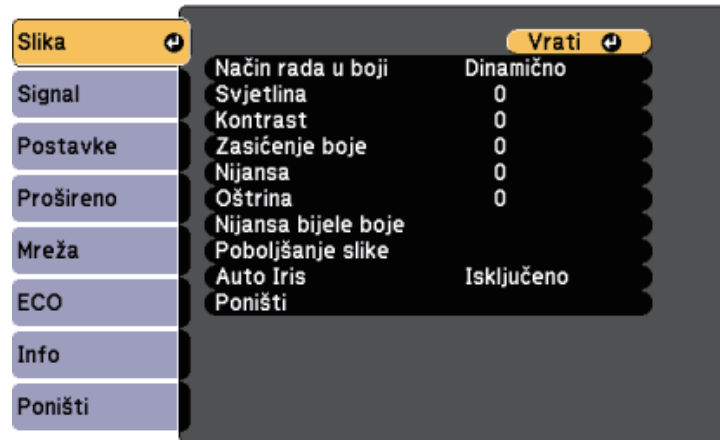 Slika
Signal
Postavke
Prošireno
Mreža
ECO
Info
Poništi
Vrati
Način rada u boji Dinamično
Svjetlina 0
Kontrast 0
Zasićenje boje 0
Nijansa 0
Oštrina 0
Nijansa bijele boje
Poboljšanje slike
Auto Iris Isključeno
Poništi